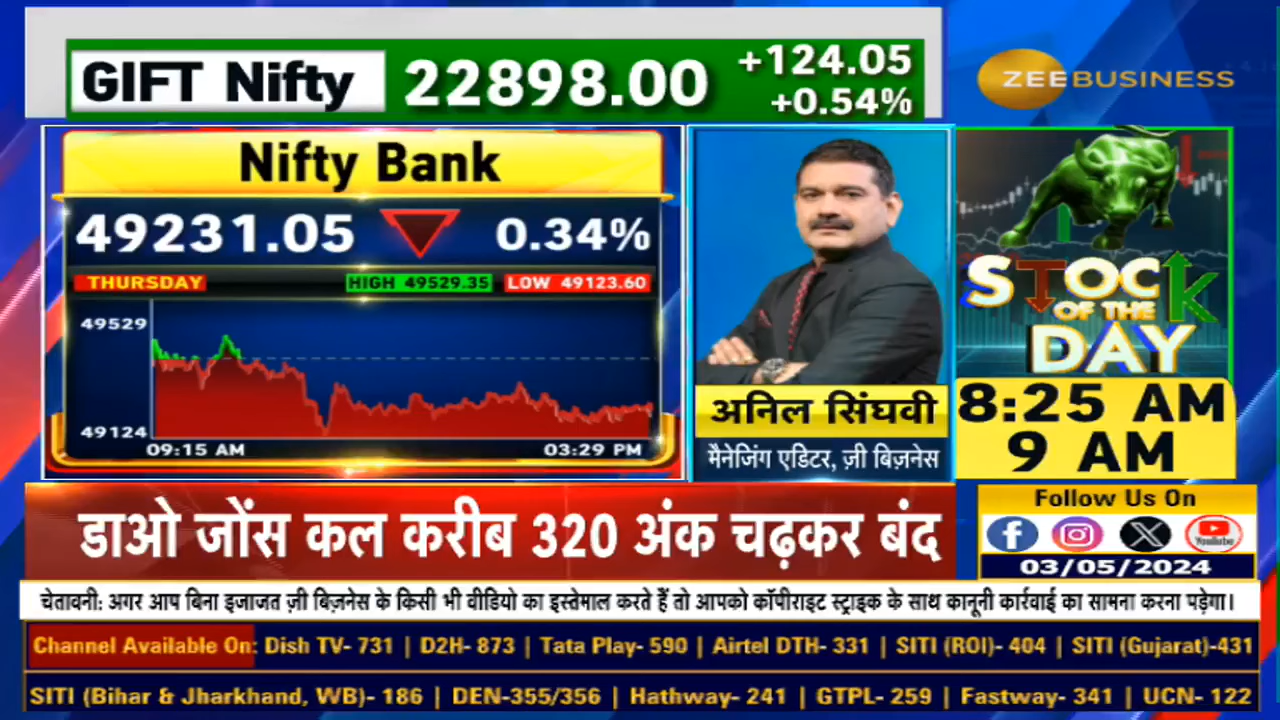 GIFT Nifty 22898.00 +124.05
+0.54%
ZEEBUSINESS
Nifty Bank
49231.05 0.34%
THURSDAY HIGH 49529.35 LOW 49123.60
49529
49124
09:15 AM 03:29 PM
अनिल सिंघवी
मैनेजिंग एडिटर, ज़ी बिज़नेस
STOCK
OF THE
DAY
8:25 AM
9 AM
डाओ जोंस कल करीब 320 अंक चढ़कर बंद
Follow Us On
YouTube
03/05/2024
चेतावनी: अगर आप बिना इजाजत ज़ी बिज़नेस के किसी भी वीडियो का इस्तेमाल करते हैं तो आपको कॉपीराइट स्ट्राइक के साथ कानूनी कार्रवाई का सामना करना पड़ेगा।
Channel Available On: Dish TV- 731 | D2H- 873 | Tata Play- 590 | Airtel DTH- 331 | SITI (ROI)- 404 | SITI (Gujarat)-431
SITI (Bihar & Jharkhand, WB)- 186 | DEN-355/356 | Hathway- 241 | GTPL- 259 | Fastway- 341 | UCN- 122